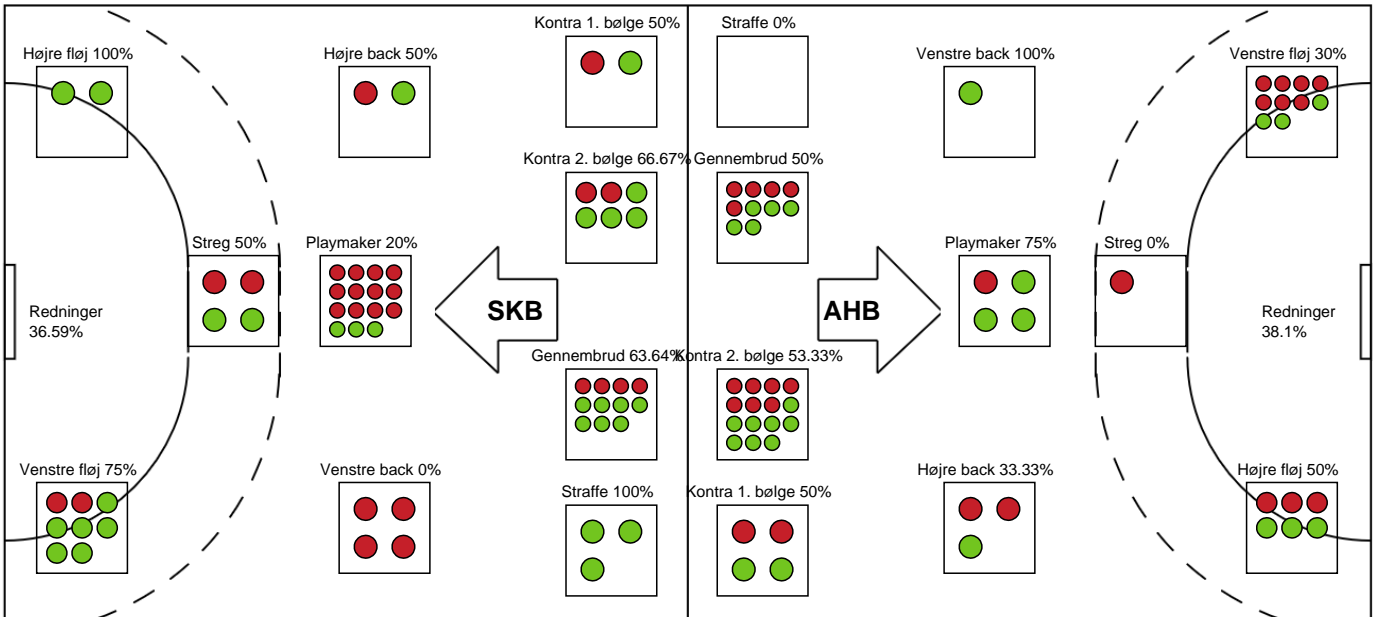 Kontra 1. bølge 50%
Straffe 0%
Højre fløj 100%
Højre back 50%
Venstre back 100%
Venstre fløj 30%
Kontra 2. bølge 66.67%
Gennembrud 50%
Streg 50%
Playmaker 20%
Playmaker 75%
Streg 0%
Redninger
36.59%
SKB
AHB
Redninger
38.1%
Gennembrud 63.64%
Kontra 2. bølge 53.33%
Venstre fløj 75%
Venstre back 0%
Straffe 100%
Kontra 1. bølge 50%
Højre back 33.33%
Højre fløj 50%